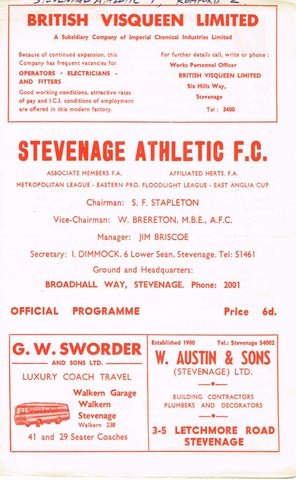 STEVENAGE ATHLETIC 1, ROMFORD 2
BRITISH VISQUEEN LIMITED
A Subsidiary Company of Imperial Chemical Industries Limited
Because of continued expansion, this
Company has frequent vacancies for
OPERATORS - ELECTRICIANS -
AND FITTERS
Good working conditions, attractive rates
of pay and I.C.I. conditions of employment
are offered in this modern factory.
For further details call, write or phone :
Works Personnel Officer
BRITISH VISQUEEN LIMITED
Six Hills Way,
Stevenage
Tel : 3400
STEVENAGE ATHLETIC F.C.
ASSOCIATE MEMBERS F.A. AFFILIATED HERTS. F.A.
METROPOLITAN LEAGUE - EASTERN PRO. FLOODLIGHT LEAGUE - EAST ANGLIA CUP
Chairman: S. F. STAPLETON
Vice-Chairman: W. BRERETON, M.B.E., A.F.C.
Manager: JIM BRISCOE
Secretary: I. DIMMOCK, 6 Lower Sean, Stevenage. Tel: 51461
Ground and Headquarters:
BROADHALL WAY, STEVENAGE. Phone: 2001
OFFICIAL PROGRAMME Price 6d.
G. W. SWORDER
AND SONS LTD.
LUXURY COACH TRAVEL
Walkern Garage
Walkern
Stevenage
Walkern 238
41 and 29 Seater Coaches
Established 1900 Tel.: Stevenage 54002
W. AUSTIN & SONS
(STEVENAGE) LTD.
BUILDING CONTRACTORS
PLUMBERS AND DECORATORS
3-5 LETCHMORE ROAD
STEVENAGE